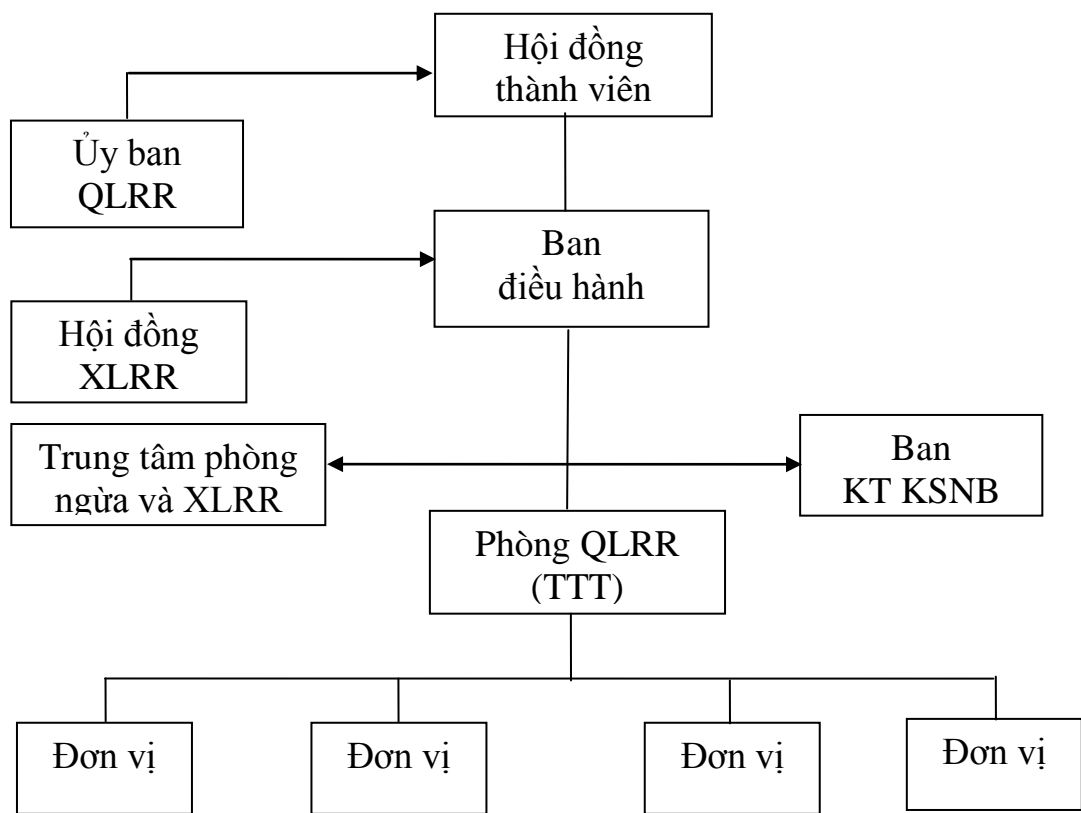 Hội đồng
thành viên
Ủy ban
QLRR
Ban
điều hành
Hội đồng
XLRR
Trung tâm phòng
ngừa và XLRR
Ban
KT KSNB
Phòng QLRR
(TTT)
Đơn vị
Đơn vị
Đơn vị
Đơn vị